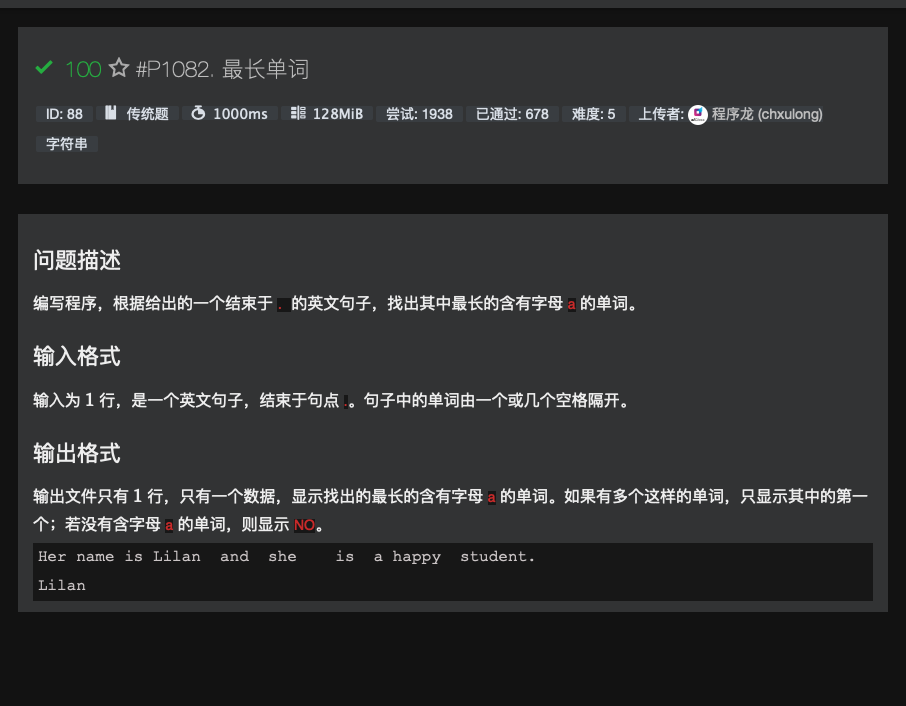 100 #P1082. 最长单词
ID: 88 传统题 1000ms 128MiB 尝试: 1938 已通过: 678 难度: 5 上传者: 程序龙 (chxulong)
字符串
问题描述
编写程序，根据给出的一个结束于 . 的英文句子，找出其中最长的含有字母 a 的单词。
输入格式
输入为 1 行，是一个英文句子，结束于句点 .。句子中的单词由一个或几个空格隔开。
输出格式
输出文件只有 1 行，只有一个数据，显示找出的最长的含有字母 a 的单词。如果有多个这样的单词，只显示其中的第一
个；若没有含字母 a 的单词，则显示 NO。
Her name is Lilan  and  she    is  a happy  student.
Lilan